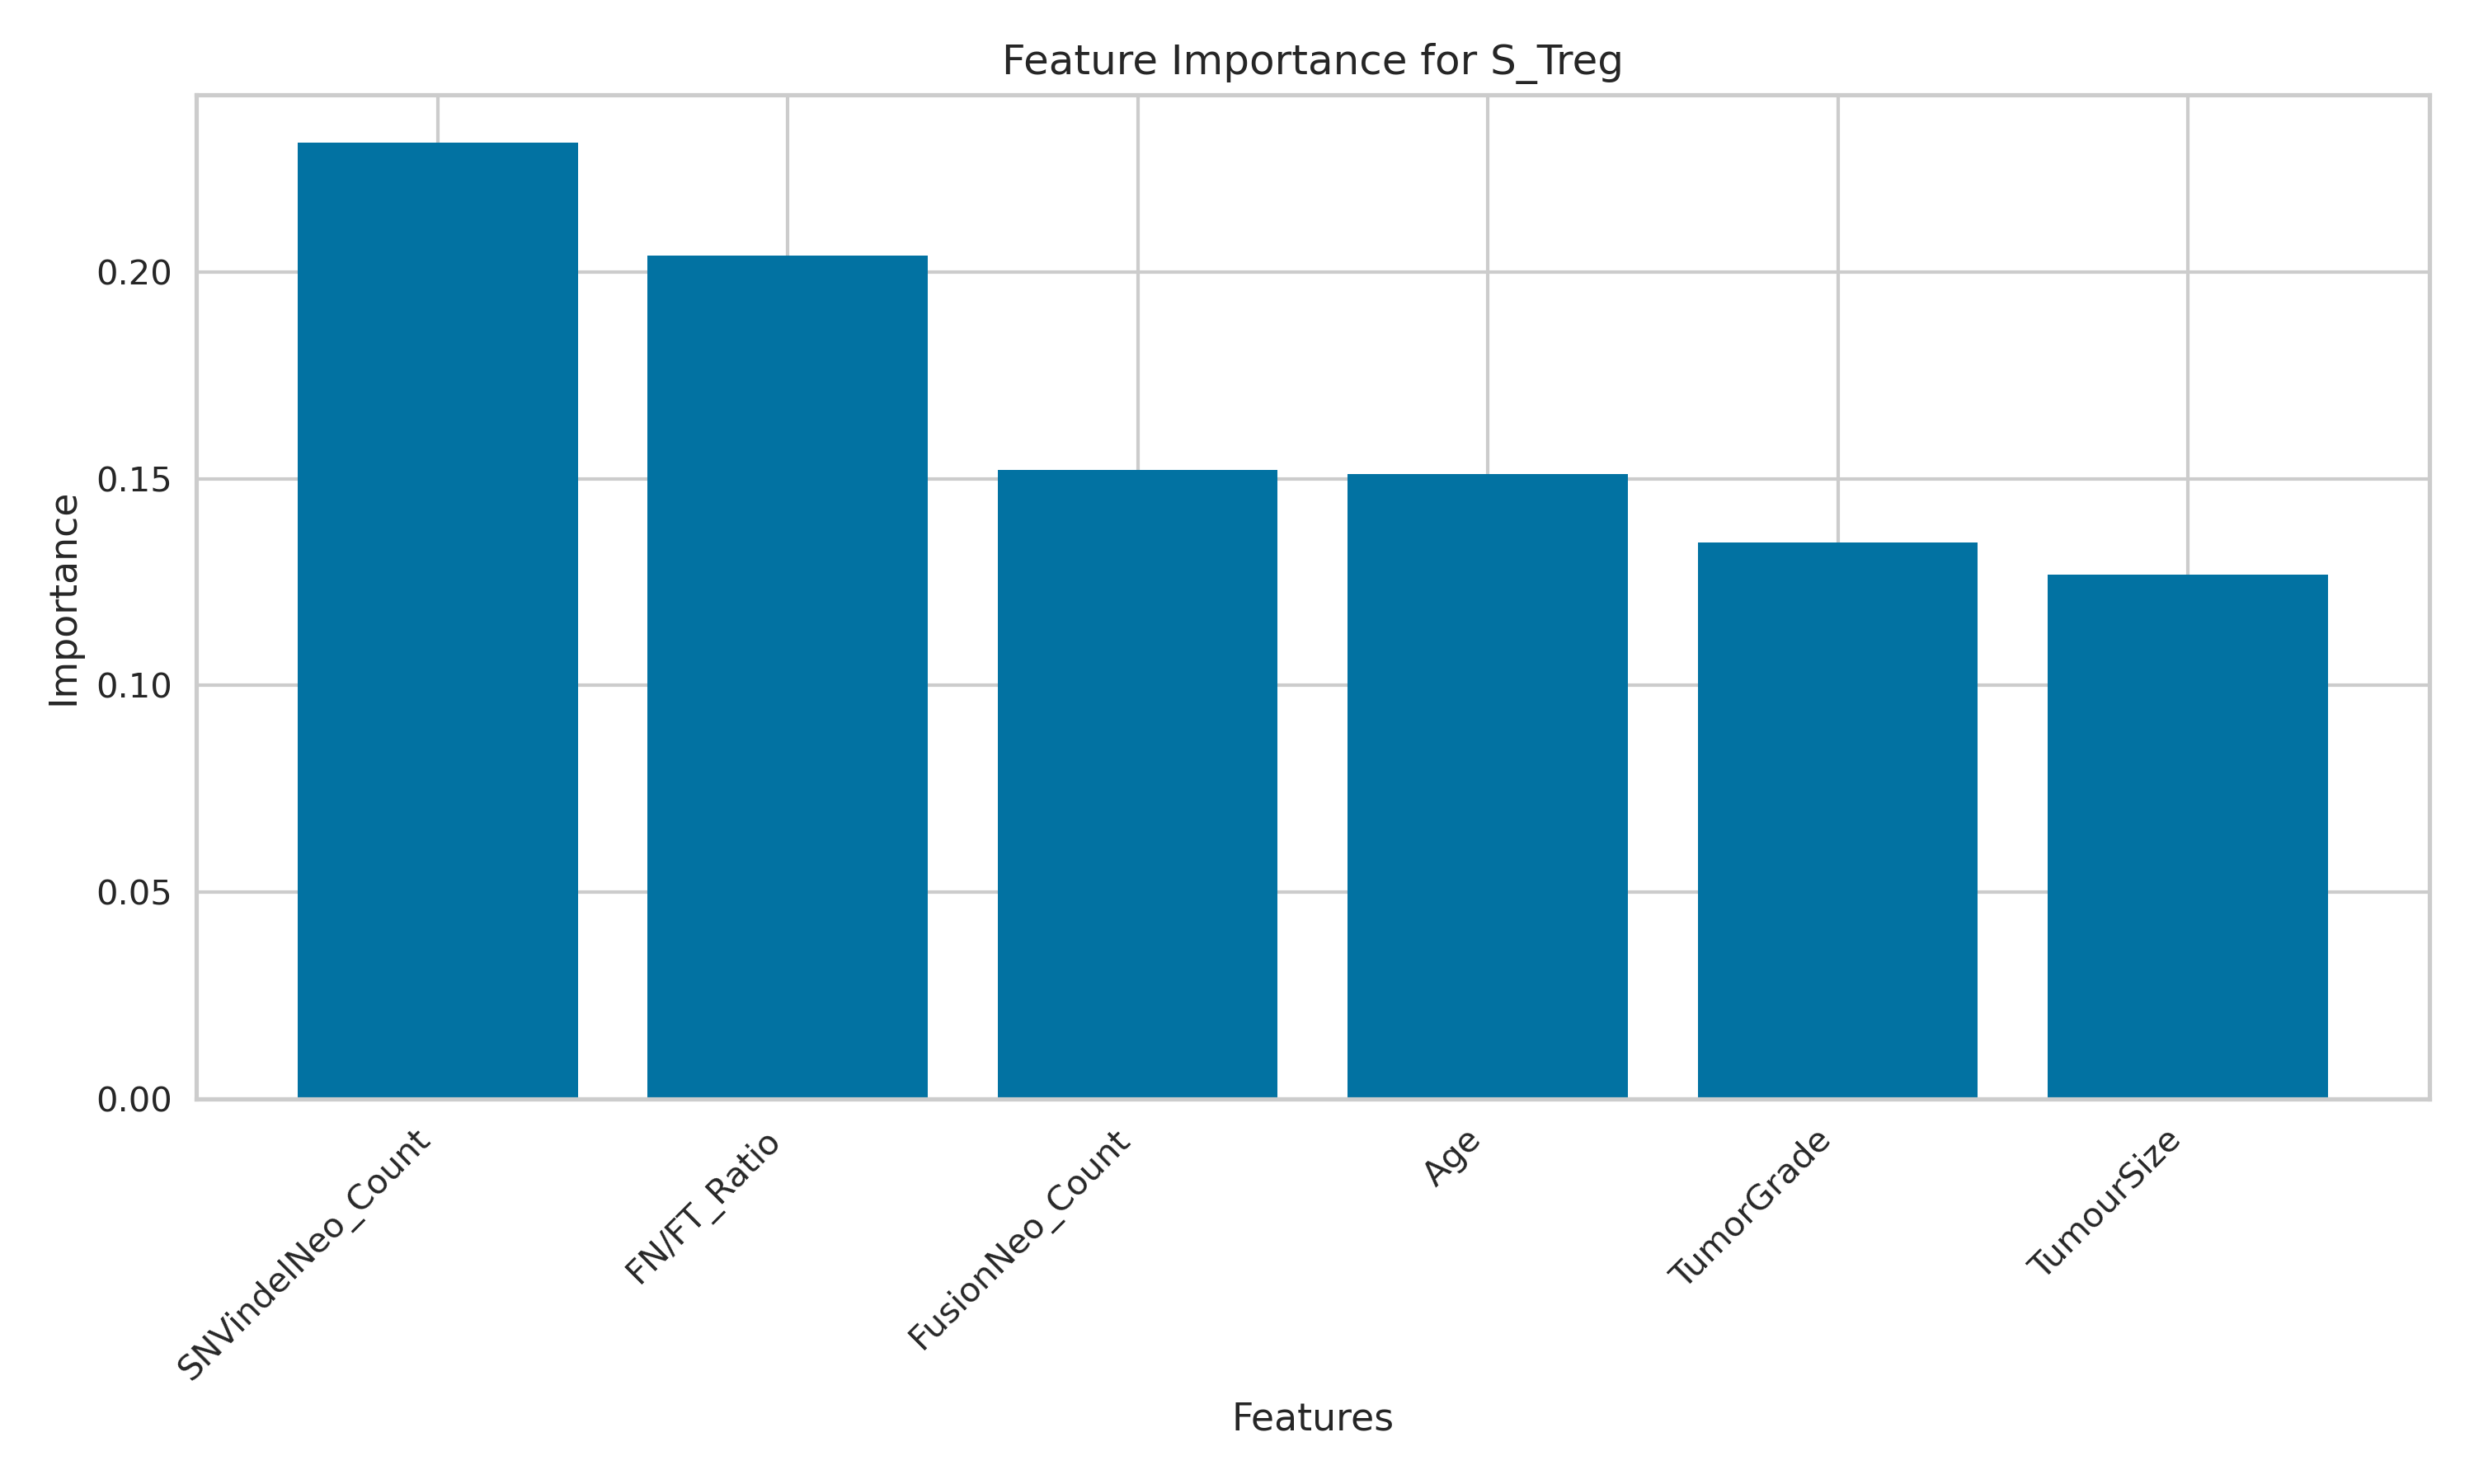 Feature Importance for S_Treg
Importance
0.20
0.15
0.10
0.05
0.00
SNVindelNeo_Count
FN/FT_Ratio
FusionNeo_Count
Age
TumorGrade
TumourSize
Features